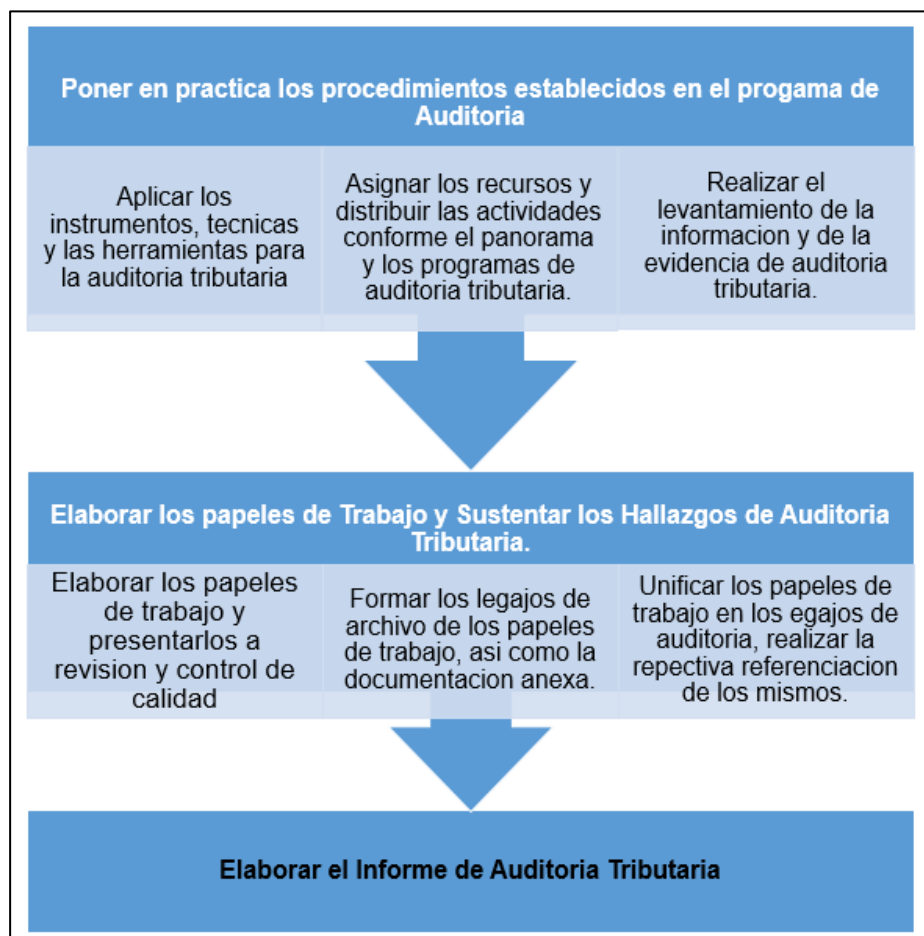 Poner en practica los procedimientos establecidos en el progama de
Auditoria
Aplicar los
instrumentos, tecnicas
y las herramientas para
la auditoria tributaria
Asignar los recursos y
distribuir las actividades
conforme el panorama
y los programas de
auditoria tributaria.
Realizar el
levantamiento de la
informacion y de la
evidencia de auditoria
tributaria.
Elaborar los papeles de Trabajo y Sustentar los Hallazgos de Auditoria
Tributaria.
Elaborar los papeles
de trabajo y
presentarlos a
revision y control de
calidad
Formar los legajos de
archivo de los papeles
de trabajo, asi como la
documentacion anexa.
Unificar los papeles de
trabajo en los egajos de
auditoria, realizar la
repectiva referenciacion
de los mismos.
Elaborar el Informe de Auditoria Tributaria